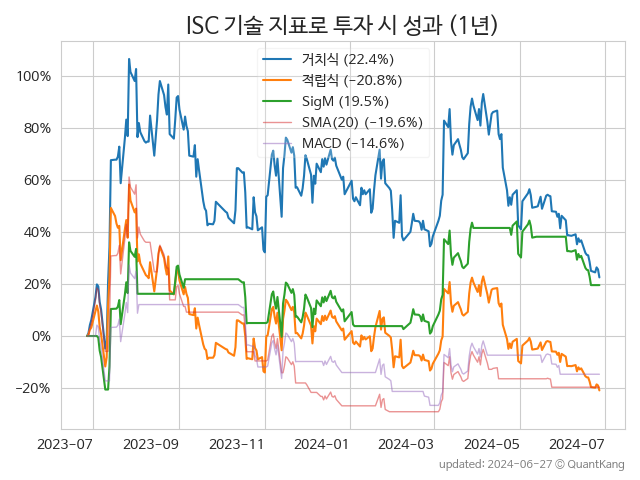 ISC 기술 지표로 투자 시 성과 (1년)
거치식 (22.4%)
적립식 (−20.8%)
SigM (19.5%)
SMA(20) (−19.6%)
MACD (−14.6%)
100%
80%
60%
40%
20%
0%
−20%
2023-07
2023-09
2023-11
2024-01
2024-03
2024-05
2024-07
updated: 2024-06-27 ⓒ QuantKang